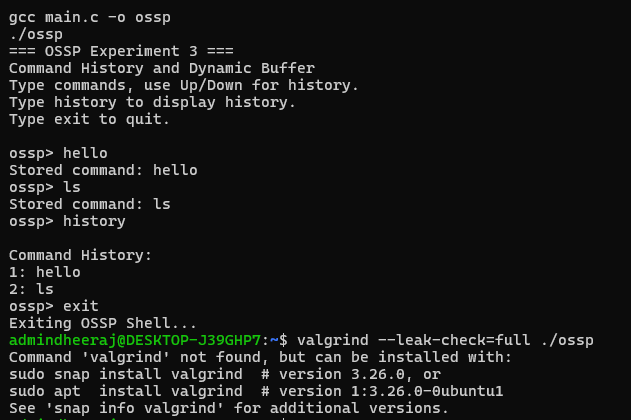 gcc main.c -o ossp
./ossp
=== OSSP Experiment 3 ===
Command History and Dynamic Buffer
Type commands, use Up/Down for history.
Type history to display history.
Type exit to quit.

ossp> hello
Stored command: hello
ossp> ls
Stored command: ls
ossp> history

Command History:
1: hello
2: ls
ossp> exit
Exiting OSSP Shell...
admindheeraj@DESKTOP-J39GHP7:~$ valgrind --leak-check=full ./ossp
Command 'valgrind' not found, but can be installed with:
sudo snap install valgrind  # version 3.26.0, or
sudo apt  install valgrind  # version 1:3.26.0-0ubuntu1
See 'snap info valgrind' for additional versions.